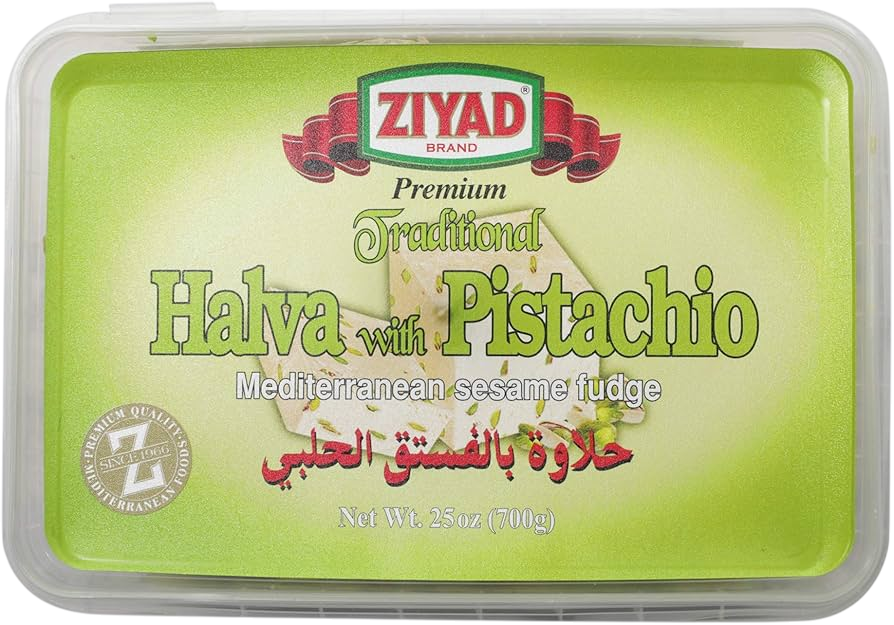 ZIYAD®
BRAND
Premium
Traditional
Halva with Pistachio
Mediterranean sesame fudge
حلاوة بالفستق الحلبي
Net Wt. 25oz (700g)
PREMIUM QUALITY
Z
SINCE 1966
MEDITERRANEAN FOODS